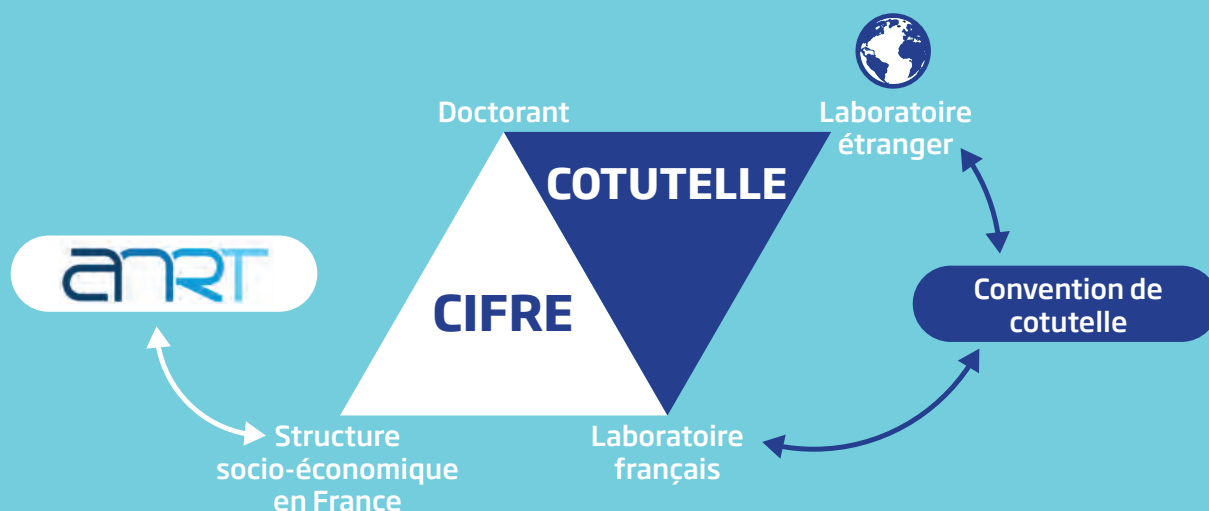 Doctorant
Laboratoire
étranger
COTUTELLE
anrt
CIFRE
Convention de
cotutelle
Structure
socio-économique
en France
Laboratoire
français